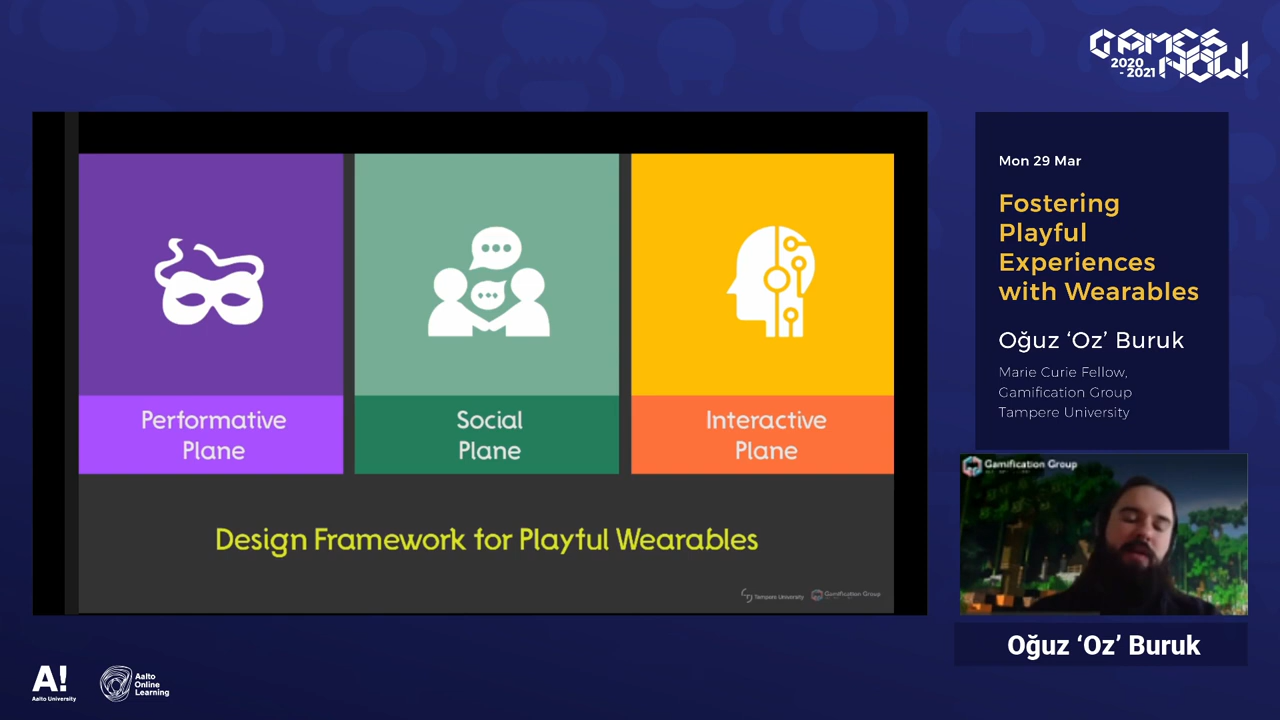 GAMES
2020
- 2021
NOW!
Mon 29 Mar
Fostering
Playful
Experiences
with Wearables
Oğuz ‘Oz’ Buruk
Marie Curie Fellow,
Gamification Group
Tampere University
Performative
Plane
Social
Plane
Interactive
Plane
Design Framework for Playful Wearables
Tampere University
Gamification Group
Gamification Group
Oğuz ‘Oz’ Buruk
A!
Aalto University
Aalto
Online
Learning